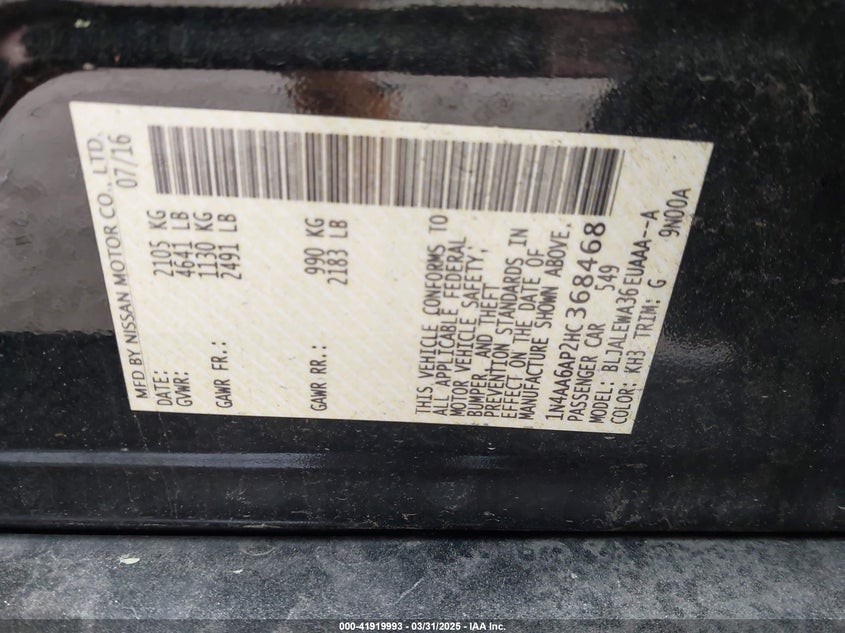 MFD BY NISSAN MOTOR CO., LTD.
DATE: 07/16
GVWR: 2105 KG
4641 LB
GAWR FR.: 1130 KG
2491 LB
GAWR RR.: 990 KG
2183 LB
THIS VEHICLE CONFORMS TO
ALL APPLICABLE FEDERAL
MOTOR VEHICLE SAFETY,
BUMPER, AND THEFT
PREVENTION STANDARDS IN
EFFECT ON THE DATE OF
MANUFACTURE SHOWN ABOVE.
1N4AA6AP2HC368468
PASSENGER CAR 549
MODEL: BLJALEWA36EUAAA--A
COLOR: KH3 TRIM: G 9N00A
000-41919993 - 03/31/2025 - IAA Inc.